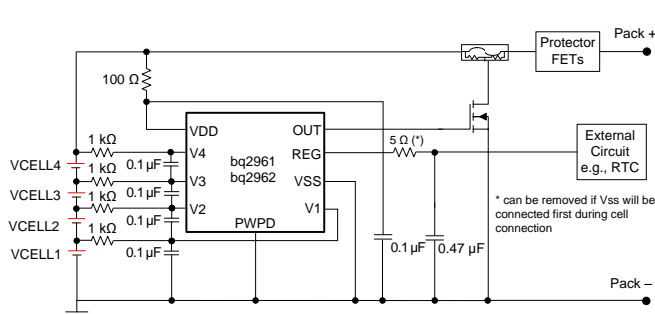 Pack +
Protector
FETs
100 Ω
VDD
OUT
1 kΩ
V4
REG
5 Ω (*)
External
Circuit
e.g., RTC
VCELL4
0.1 µF
bq2961
bq2962
1 kΩ
V3
VSS
VCELL3
0.1 µF
1 kΩ
V2
V1
* can be removed if Vss will be
connected first during cell
connection
VCELL2
0.1 µF
PWPD
1 kΩ
VCELL1
0.1 µF
0.1 µF
0.47 µF
Pack –